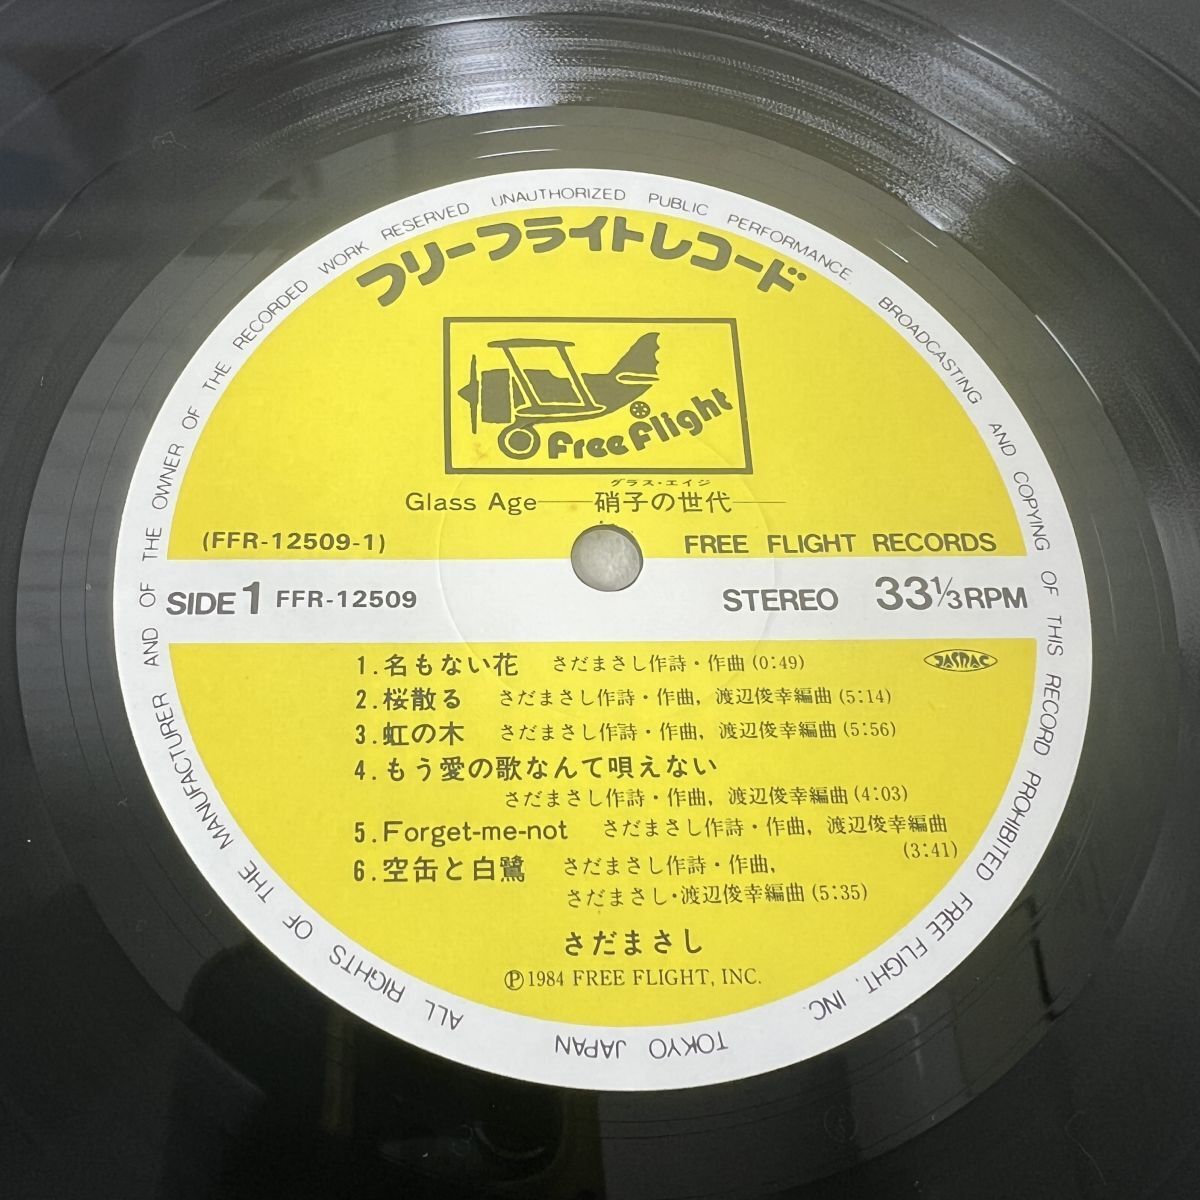 ALL RIGHTS OF THE MANUFACTURER AND OF THE OWNER OF THE RECORDED WORK RESERVED UNAUTHORIZED PUBLIC PERFORMANCE. BROADCASTING AND COPYING OF THIS RECORD PROHIBITED FREE FLIGHT, INC. TOKYO JAPAN
フリーフライトレコード
Free Flight
グラス・エイジ
Glass Age——硝子の世代——
(FFR-12509-1) FREE FLIGHT RECORDS
SIDE 1 FFR-12509 STEREO 33⅓RPM
JASRAC
1.名もない花 さだまさし作詩・作曲(0:49)
2.桜散る さだまさし作詩・作曲, 渡辺俊幸編曲(5:14)
3.虹の木 さだまさし作詩・作曲, 渡辺俊幸編曲(5:56)
4.もう愛の歌なんて唄えない
さだまさし作詩・作曲, 渡辺俊幸編曲(4:03)
5.Forget-me-not さだまさし作詩・作曲, 渡辺俊幸編曲
(3:41)
6.空缶と白鷺 さだまさし作詩・作曲,
さだまさし・渡辺俊幸編曲(5:35)
さだまさし
Ⓟ1984 FREE FLIGHT, INC.